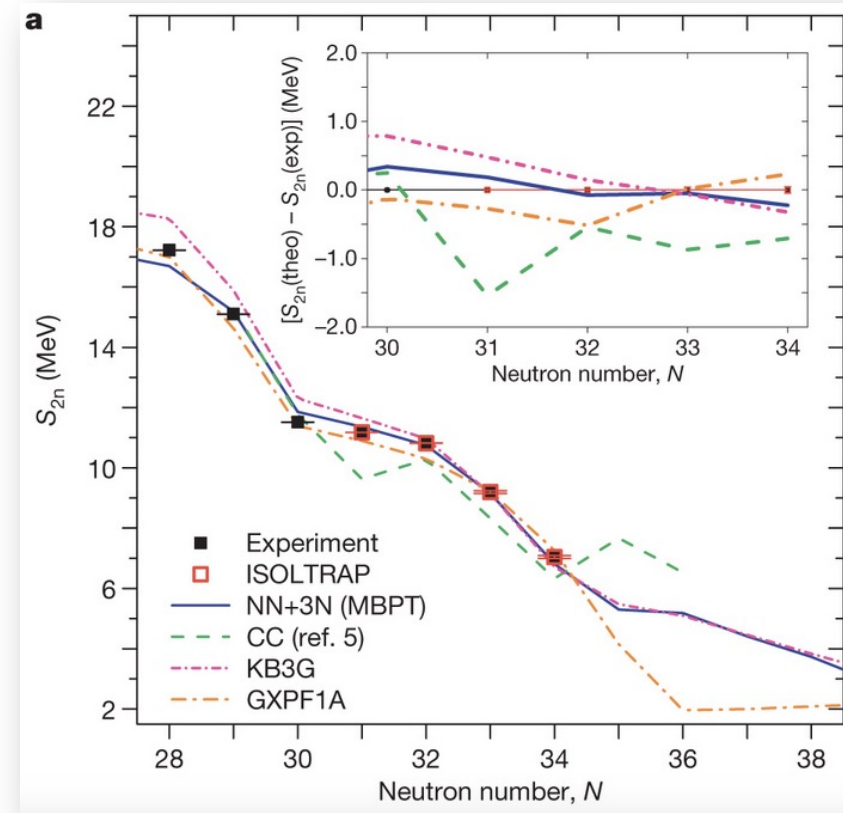 a
S2n (MeV)
22
18
14
10
6
2
28
30
32
34
36
38
Neutron number, N
Experiment
ISOLTRAP
NN+3N (MBPT)
CC (ref. 5)
KB3G
GXPF1A
[S2n(theo) – S2n(exp)] (MeV)
2.0
1.0
0.0
–1.0
–2.0
30
31
32
33
34
Neutron number, N